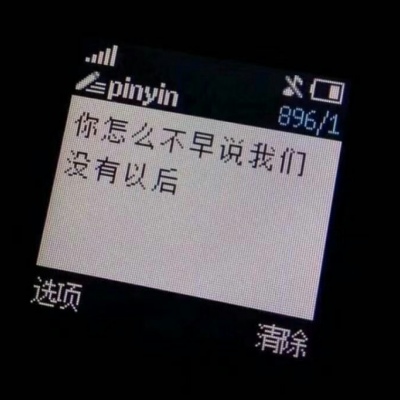 pinyin
896/1
你怎么不早说我们
没有以后
选项
清除